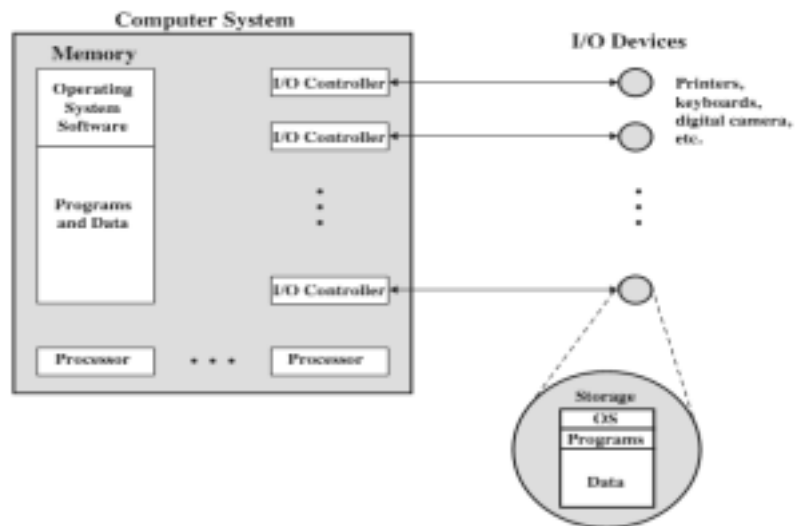 Computer System
I/O Devices
Memory
Operating
System
Software
Programs
and Data
I/O Controller
I/O Controller
I/O Controller
Processor
Processor
Printers,
keyboards,
digital camera,
etc.
Storage
OS
Programs
Data